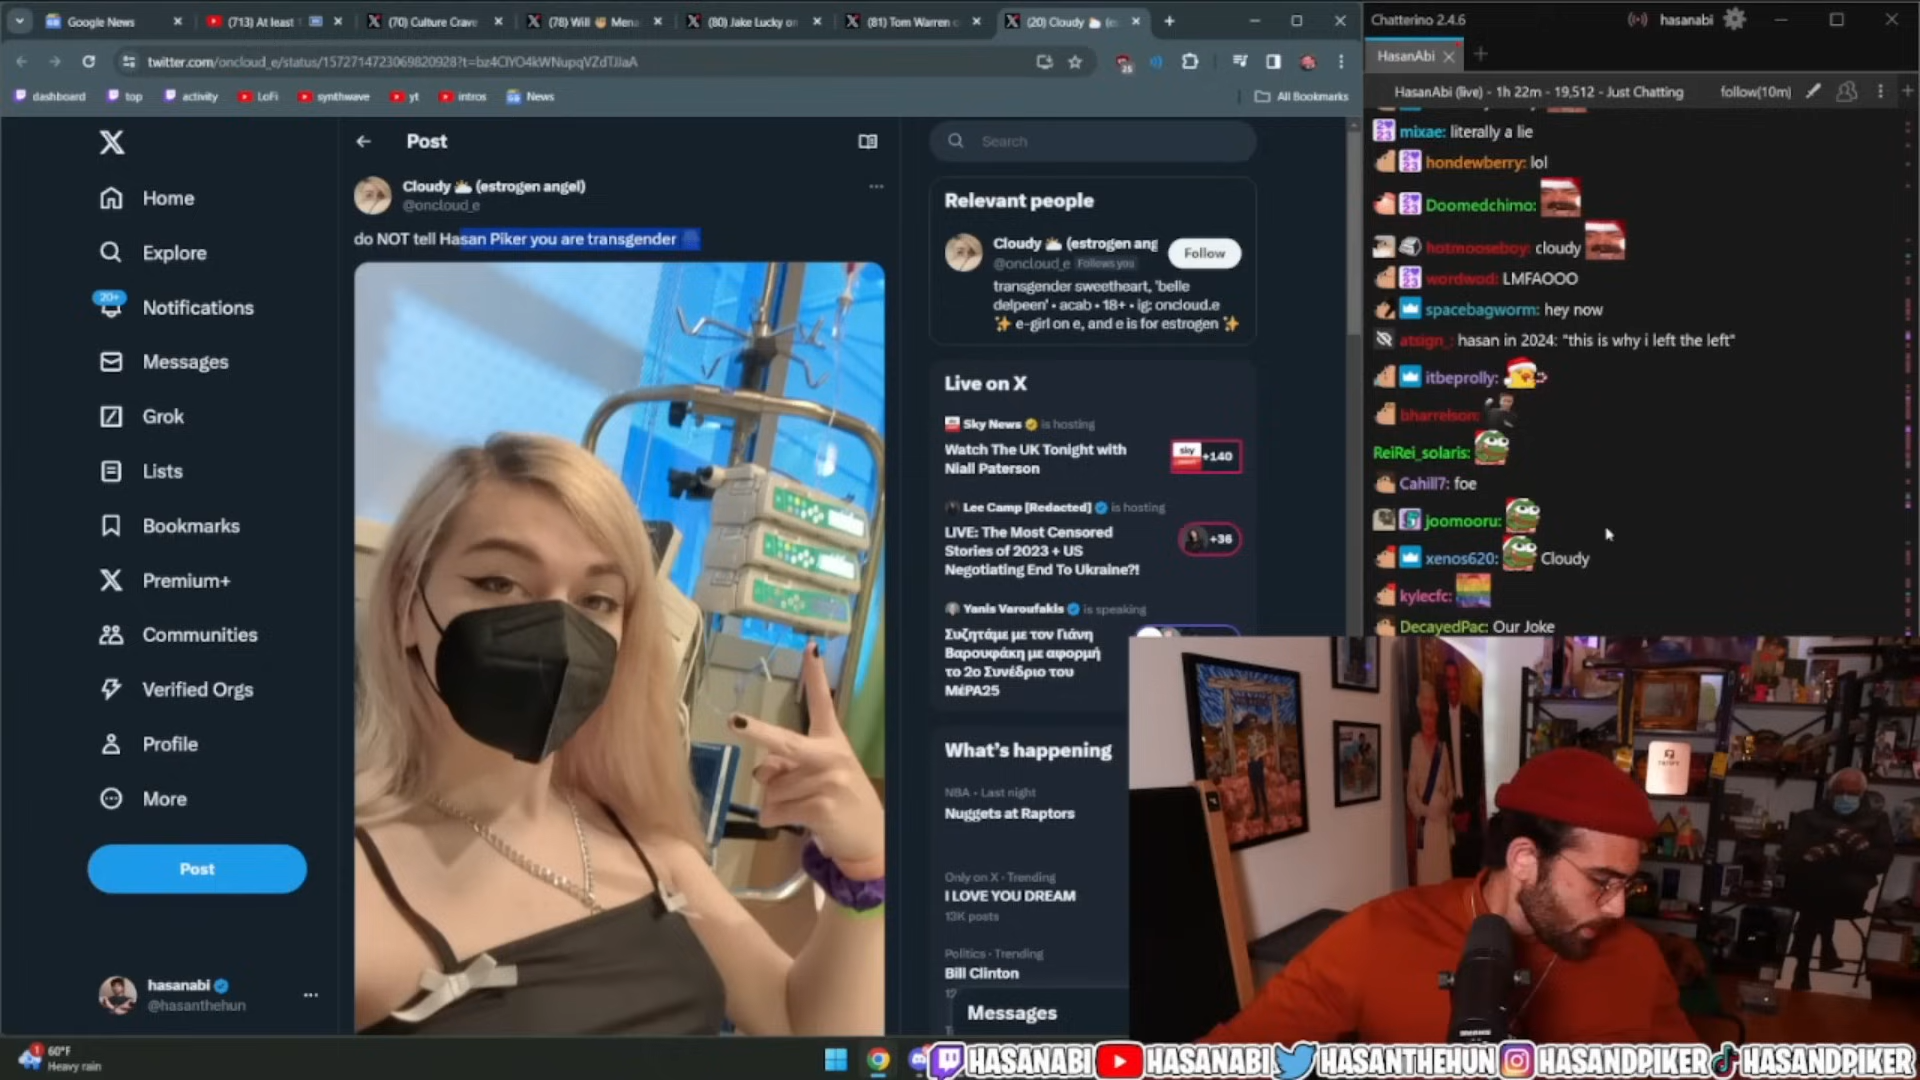 Google News
(713) At least
(70) Culture Crave
(78) Will
Mena
(80) Jake Lucky on
(81) Tom Warren
(20) Cloudy
twitter.com/oncloud_e/status/1572714723069820928?t=bz4ClYO4kWNupqVZdTJJaA
25
dashboard
top
activity
LoFi
synthwave
yt
intros
News
All Bookmarks
X
Home
Explore
20+
Notifications
Messages
Grok
Lists
Bookmarks
Premium+
Communities
Verified Orgs
Profile
More
Post
hasanabi
@hasanthehun
Post
Cloudy ⛅ (estrogen angel)
@oncloud_e
do NOT tell Hasan Piker you are transgender
Search
Relevant people
Cloudy ⛅ (estrogen ang
@oncloud_e Follows you
Follow
transgender sweetheart, 'belle
delpeen' • acab • 18+ • ig: oncloud.e
✨ e-girl on e, and e is for estrogen ✨
Live on X
Sky News is hosting
Watch The UK Tonight with
Niall Paterson
sky
+140
Lee Camp [Redacted] is hosting
LIVE: The Most Censored
Stories of 2023 + US
Negotiating End To Ukraine?!
+36
Yanis Varoufakis is speaking
Συζητάμε με τον Γιάνη
Βαρουφάκη με αφορμή
το 2ο Συνέδριο του
ΜέΡΑ25
What's happening
NBA · Last night
Nuggets at Raptors
Only on X · Trending
I LOVE YOU DREAM
13K posts
Politics · Trending
Bill Clinton
Messages
Chatterino 2.4.6
hasanabi
HasanAbi
HasanAbi (live) - 1h 22m - 19,512 - Just Chatting
follow(10m)
mixae: literally a lie
hondewberry: lol
Doomedchimo:
hotmooseboy: cloudy
wordwod: LMFAOOO
spacebagworm: hey now
atsign_: hasan in 2024: "this is why i left the left"
itbeprolly:
bharrelson:
ReiRei_solaris:
Cahill7: foe
joomooru:
xenos620: Cloudy
kylecfc:
DecayedPac: Our Joke
1
60°F
Heavy rain
HASANABI
HASANABI
HASANTHEHUN
HASANDPIKER
HASANDPIKER